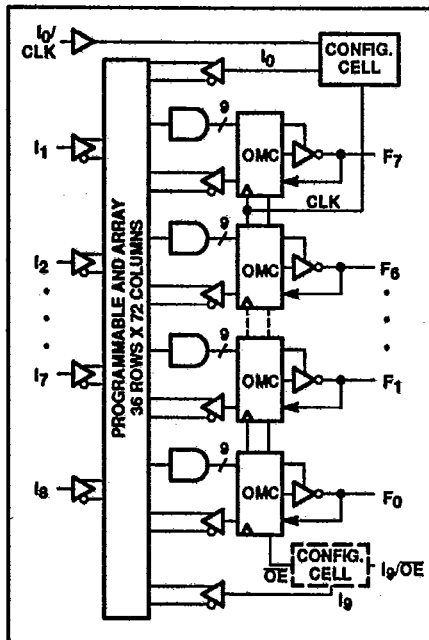 I0/
CLK
CONFIG.
CELL
I0
9
OMC
F7
I1
CLK
PROGRAMMABLE AND ARRAY
36 ROWS X 72 COLUMNS
9
OMC
F6
I2
9
OMC
F1
I7
9
OMC
F0
I8
OE
CONFIG.
CELL
I9/OE
I9